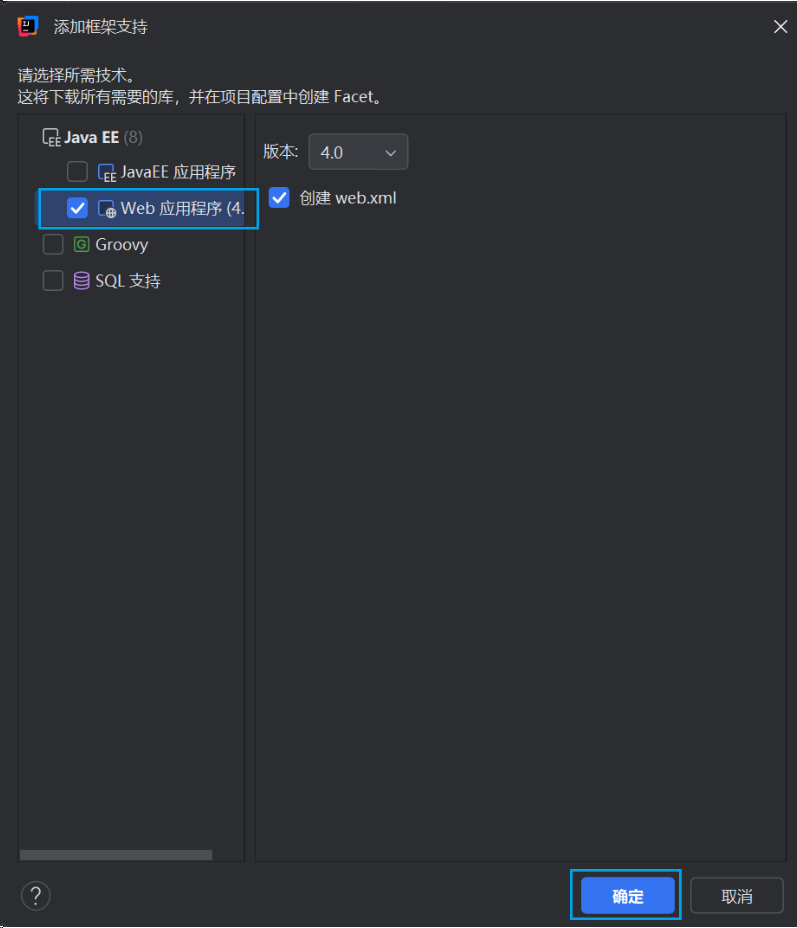 添加框架支持
请选择所需技术。
这将下载所有需要的库，并在项目配置中创建 Facet。
Java EE (8)
JavaEE 应用程序
Web 应用程序 (4.
Groovy
SQL 支持
版本: 4.0
创建 web.xml
?
确定
取消